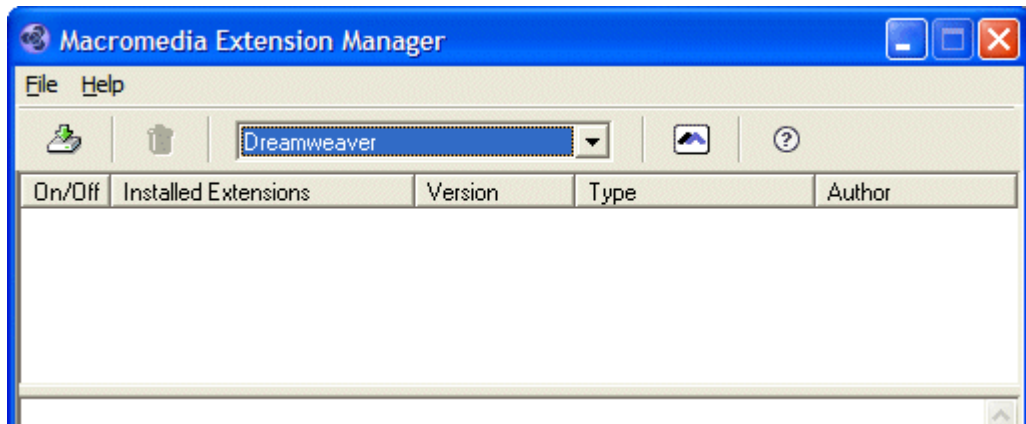 Macromedia Extension Manager
File Help
Dreamweaver ?
On/Off Installed Extensions Version Type Author